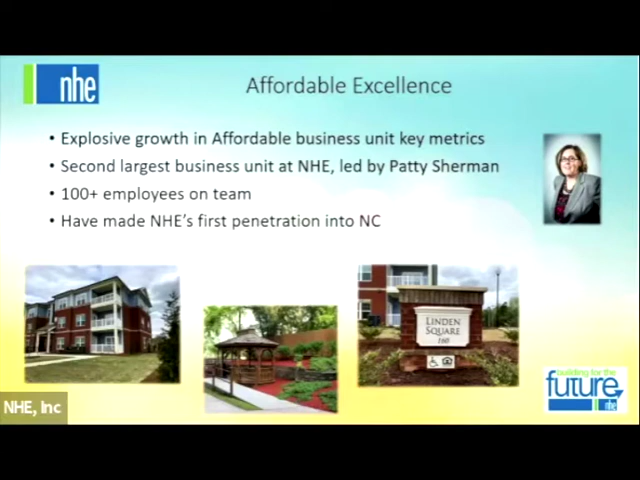 nhe
Affordable Excellence
• Explosive growth in Affordable business unit key metrics
• Second largest business unit at NHE, led by Patty Sherman
• 100+ employees on team
• Have made NHE's first penetration into NC
LINDEN
SQUARE
160
building for the
future
nhe
NHE, Inc